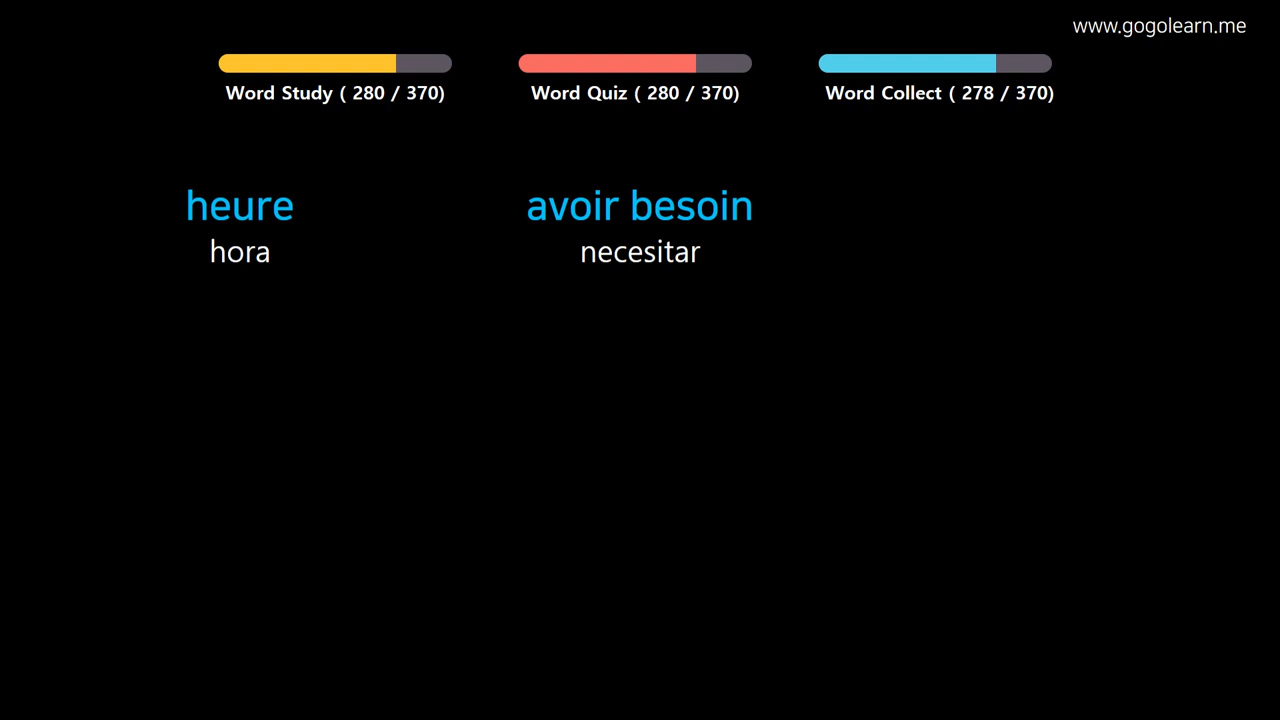 www.gogolearn.me
Word Study ( 280 / 370)
Word Quiz ( 280 / 370)
Word Collect ( 278 / 370)
heure
hora
avoir besoin
necesitar